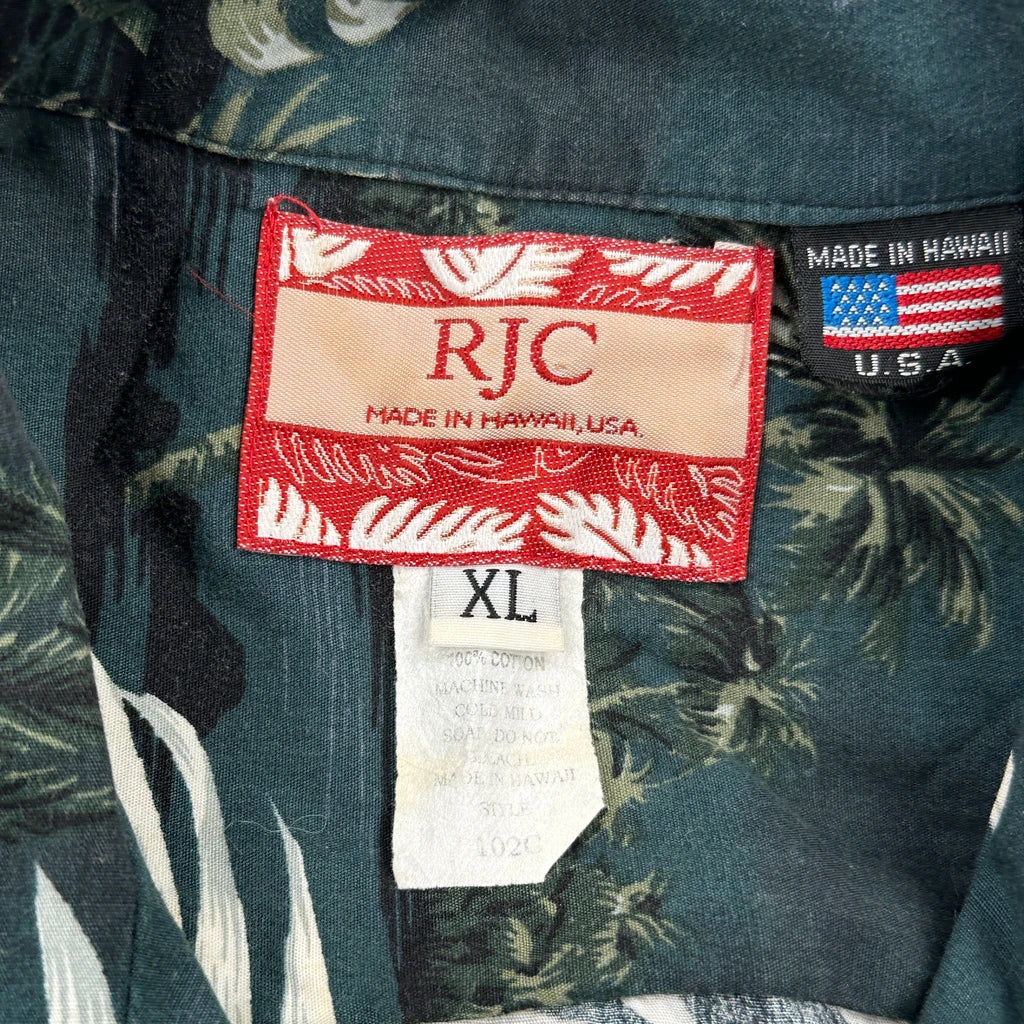 MADE IN HAWAII
U.S.A.
RJC
MADE IN HAWAII, USA.
XL
100% COTTON
MACHINE WASH
COLD MILD
SOAP DO NOT
BLEACH
MADE IN HAWAII
STYLE
102C